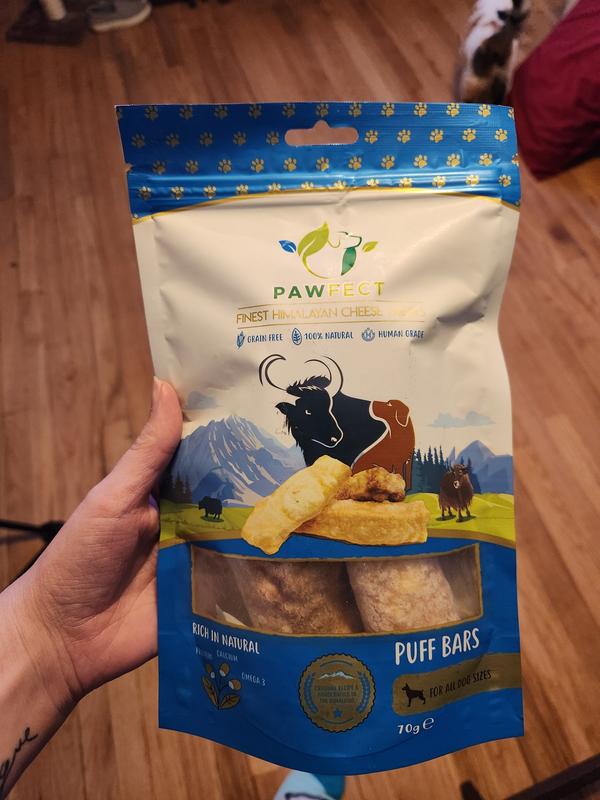 PAWFECT
FINEST HIMALAYAN CHEESE
GRAIN FREE 100% NATURAL HUMAN GRADE
RICH IN NATURAL
CALCIUM
OMEGA 3
PUFF BARS
FOR ALL DOG SIZES
70g ℮